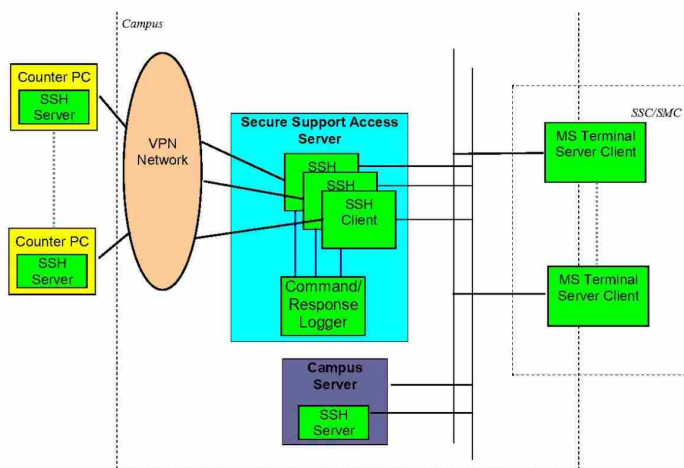 Campus
Counter PC
SSH
Server
VPN
Network
Counter PC
SSH
Server
Secure Support Access
Server
SSH
SSH
SSH
Client
Command/
Response
Logger
Campus
Server
SSH
Server
SSC/SMC
MS Terminal
Server Client
MS Terminal
Server Client